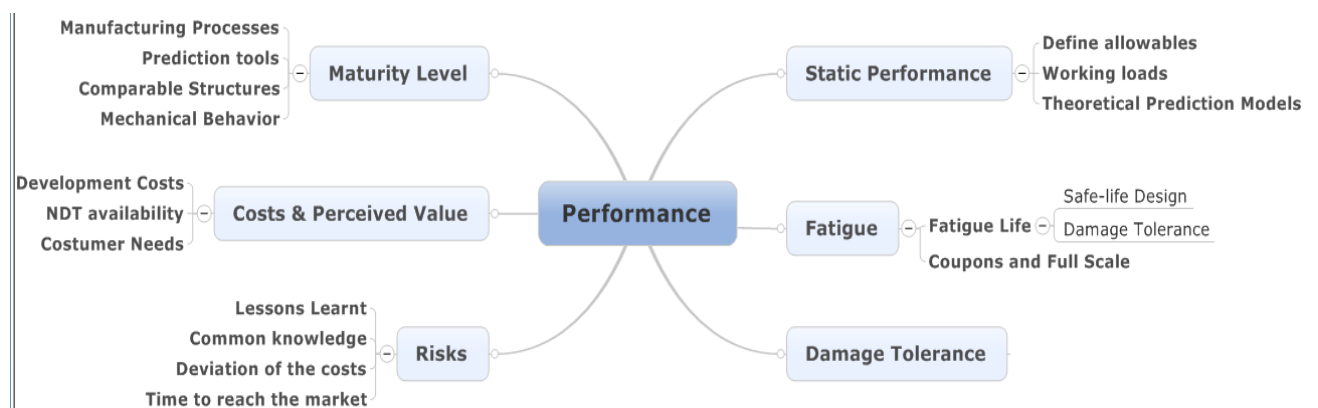 Manufacturing Processes
Prediction tools
Comparable Structures
Mechanical Behavior
Maturity Level
Development Costs
NDT availability
Costumer Needs
Costs & Perceived Value
Lessons Learnt
Common knowledge
Deviation of the costs
Time to reach the market
Risks
Performance
Static Performance
Define allowables
Working loads
Theoretical Prediction Models
Fatigue
Fatigue Life
Safe-life Design
Damage Tolerance
Coupons and Full Scale
Damage Tolerance